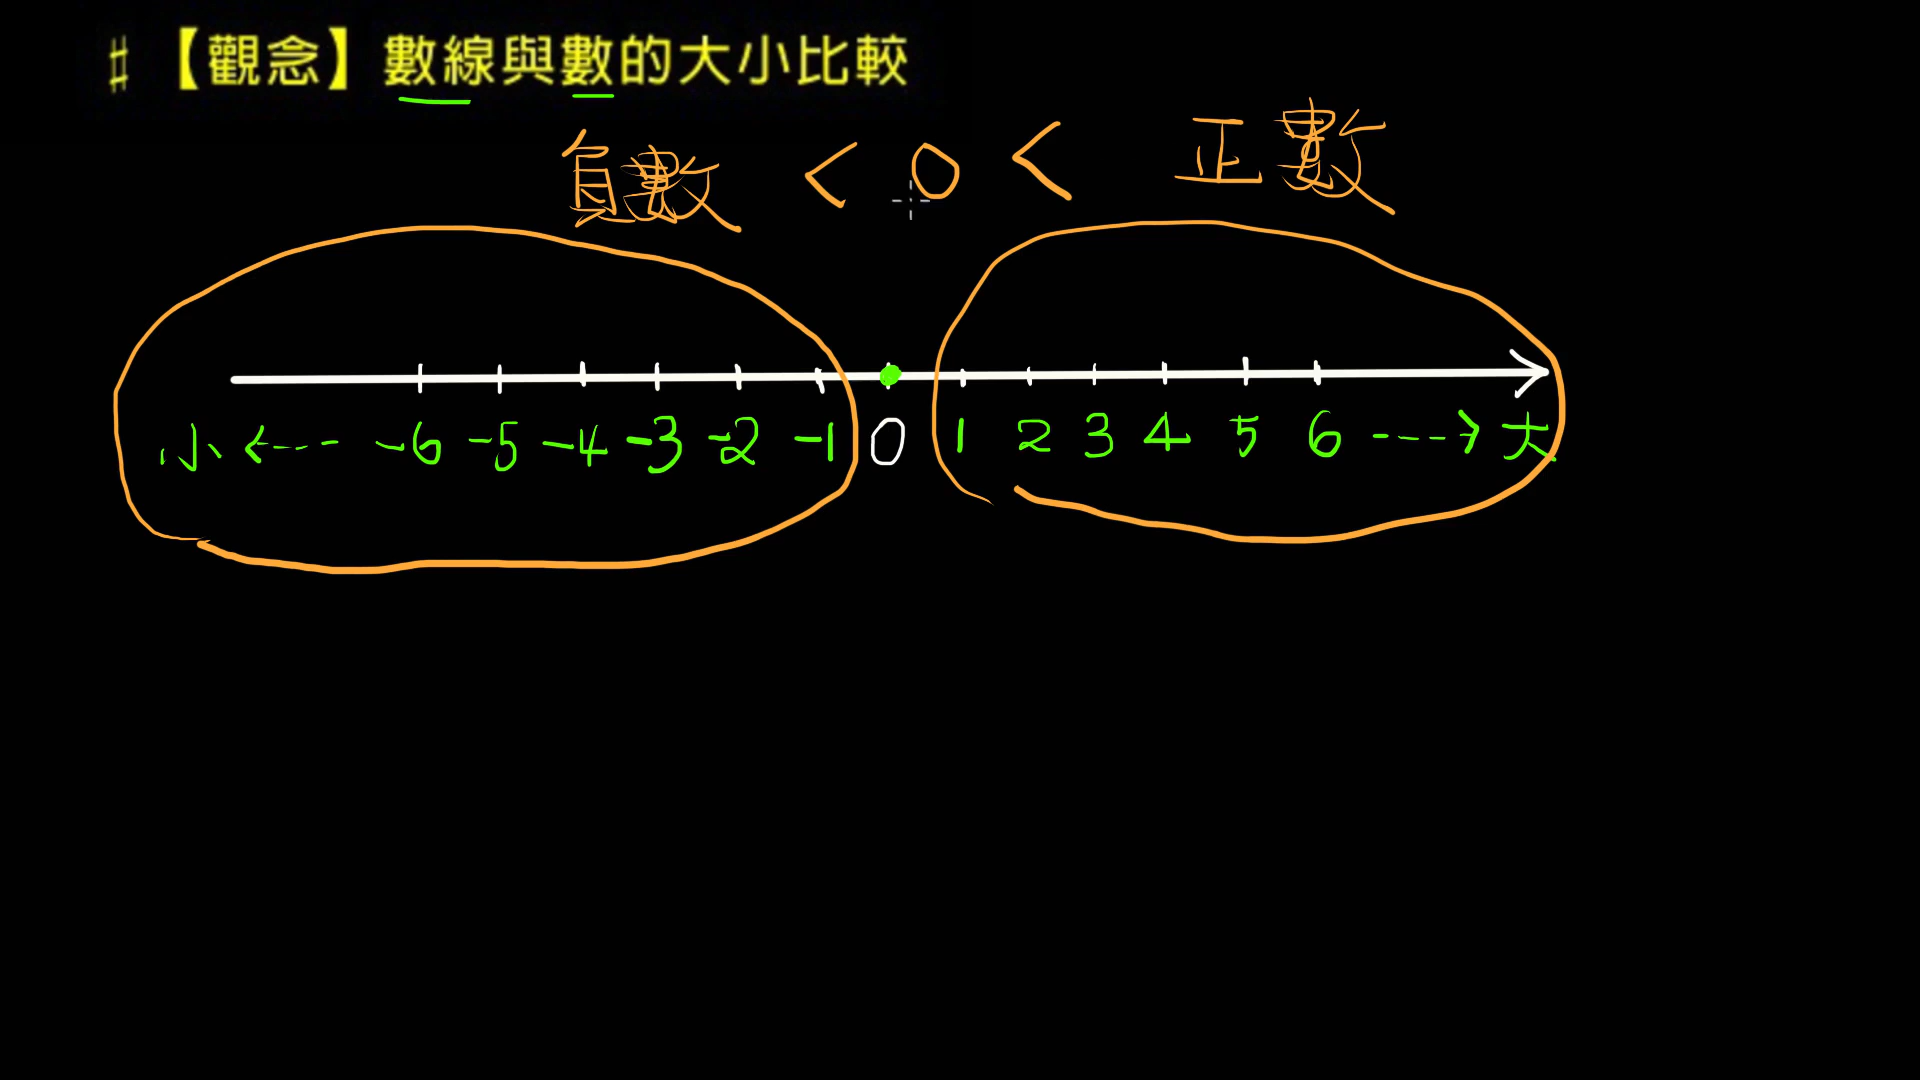 # 【觀念】數線與數的大小比較
負數 < 0 < 正數
小 <--- -6 -5 -4 -3 -2 -1 0 1 2 3 4 5 6 ---> 大